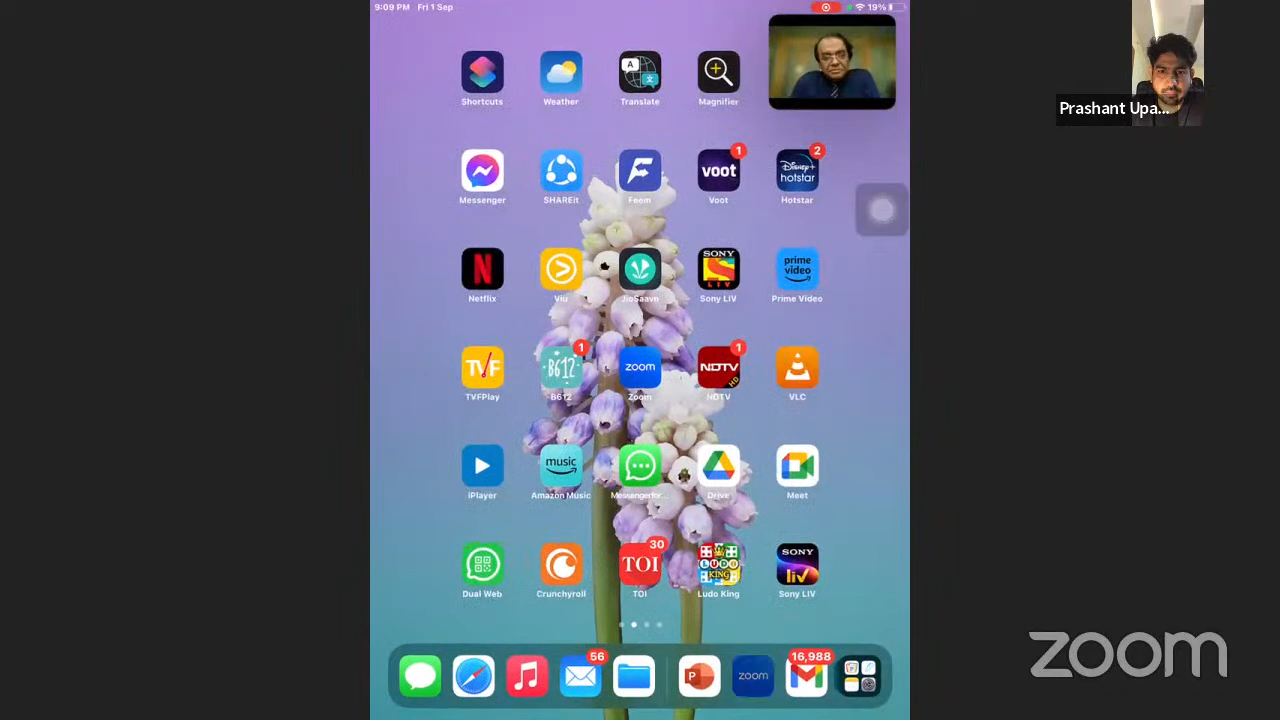 9:09 PM Fri 1 Sep
19%
Prashant Upa...
A
文
Shortcuts Weather Translate Magnifier
1 2
voot Disney+ hotstar
Messenger SHAREit Feem Voot Hotstar
N SONY LIV prime video
Netflix Viu JioSaavn Sony LIV Prime Video
1 1
TVF B612 zoom NDTV HD
TVFPlay B612 Zoom NDTV VLC
music
iPlayer Amazon Music Messengerfor... Drive Meet
30
TOI LUDO KING SONY liv
Dual Web Crunchyroll TOI Ludo King Sony LIV
56 16,988
P zoom
zoom